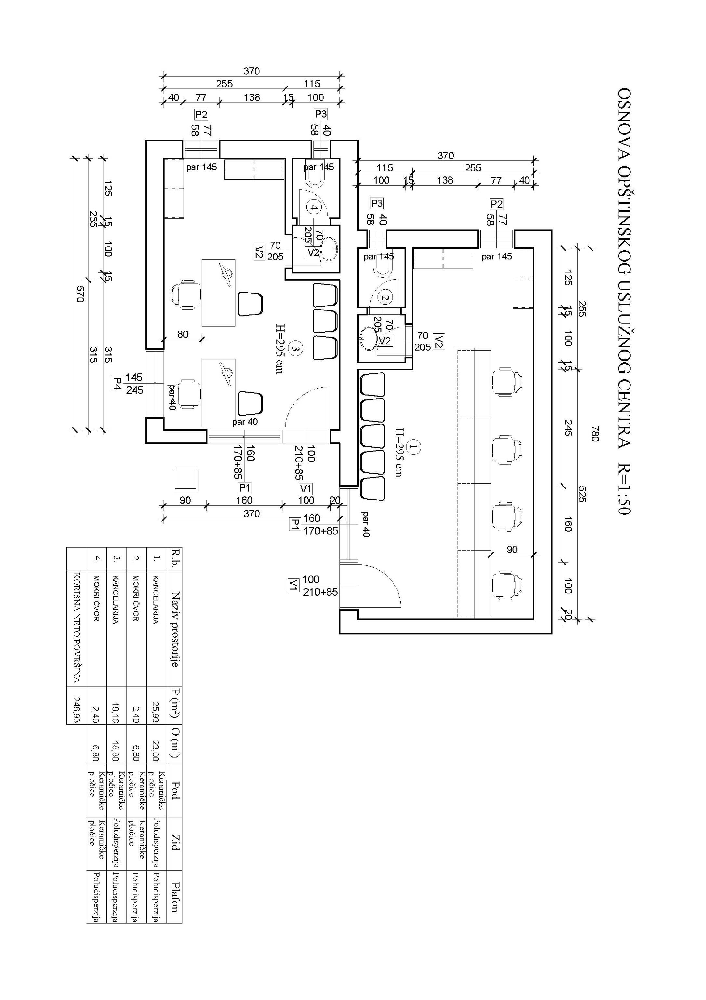 OSNOVA OPŠTINSKOG USLUŽNOG CENTRA R=1:50
780
255
525
125
15
100
15
245
160
100
20
370
115
255
100
15
138
77
40
P3
40
58
P2
77
58
par 145
par 145
2
70
205
V2
70
205
V2
1
H=295 cm
90
par 40
160
170+85
P1
100
210+85
V1
370
255
115
40
77
138
15
100
P2
77
58
P3
40
58
par 145
par 145
4
70
205
V2
70
205
V2
3
H=295 cm
80
par 40
par 40
145
245
P4
160
170+85
P1
100
210+85
V1
90
160
100
20
370
125
15
100
15
315
255
315
570
R.b. Naziv prostorije P (m²) O (m') Pod Zid Plafon
1. KANCELARIJA 25,93 23,00 Keramičke pločice Poludisperzija Poludisperzija
2. MOKRI ČVOR 2,40 6,80 Keramičke pločice Keramičke pločice Poludisperzija
3. KANCELARIJA 18,16 18,80 Keramičke pločice Poludisperzija Poludisperzija
4. MOKRI ČVOR 2,40 6,80 Keramičke pločice Keramičke pločice Poludisperzija
KORISNA NETO POVRŠINA 248,93